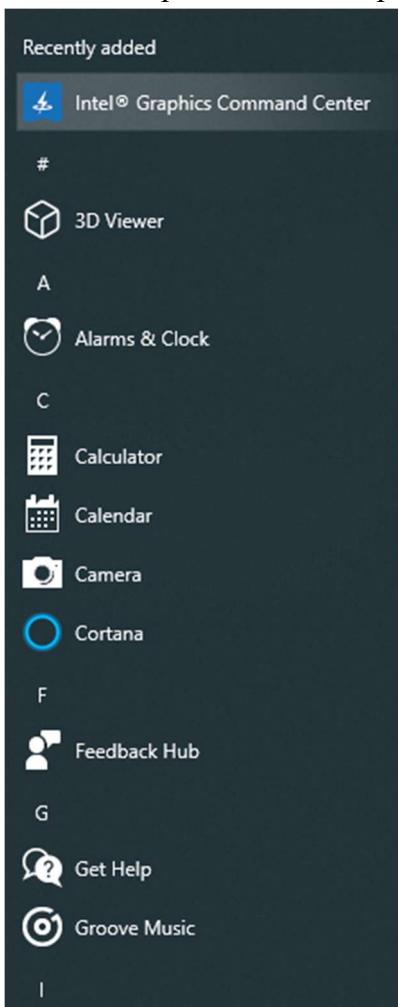 Recently added
Intel® Graphics Command Center
#
3D Viewer
A
Alarms & Clock
C
Calculator
Calendar
Camera
Cortana
F
Feedback Hub
G
Get Help
Groove Music
I